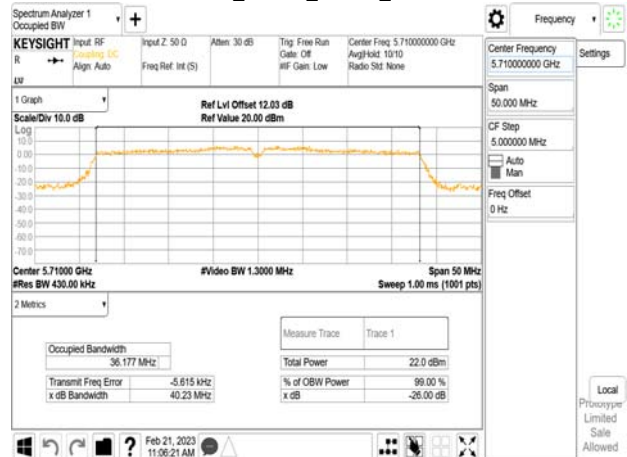 Spectrum Analyzer 1
Occupied BW
Frequency
KEYSIGHT
Input: RF
Coupling: DC
Align: Auto
Input Z: 50 Ω
Freq Ref: Int (S)
Atten: 30 dB
Trig: Free Run
Gate: Off
#IF Gain: Low
Center Freq: 5.710000000 GHz
Avg|Hold: 10/10
Radio Std: None
R
LW
Center Frequency
5.710000000 GHz
Settings
Span
50.000 MHz
CF Step
5.000000 MHz
Auto
Man
Freq Offset
0 Hz
1 Graph
Scale/Div 10.0 dB
Ref Lvl Offset 12.03 dB
Ref Value 20.00 dBm
Log
10.0
0.00
-10.0
-20.0
-30.0
-40.0
-50.0
-60.0
-70.0
Center 5.71000 GHz
#Video BW 1.3000 MHz
Span 50 MHz
#Res BW 430.00 kHz
Sweep 1.00 ms (1001 pts)
2 Metrics
Measure Trace
Trace 1
Occupied Bandwidth
36.177 MHz
Total Power
22.0 dBm
Transmit Freq Error
-5.615 kHz
% of OBW Power
99.00 %
x dB Bandwidth
40.23 MHz
x dB
-26.00 dB
Local
Prototype
Limited
Sale
Allowed
?
Feb 21, 2023
11:06:21 AM